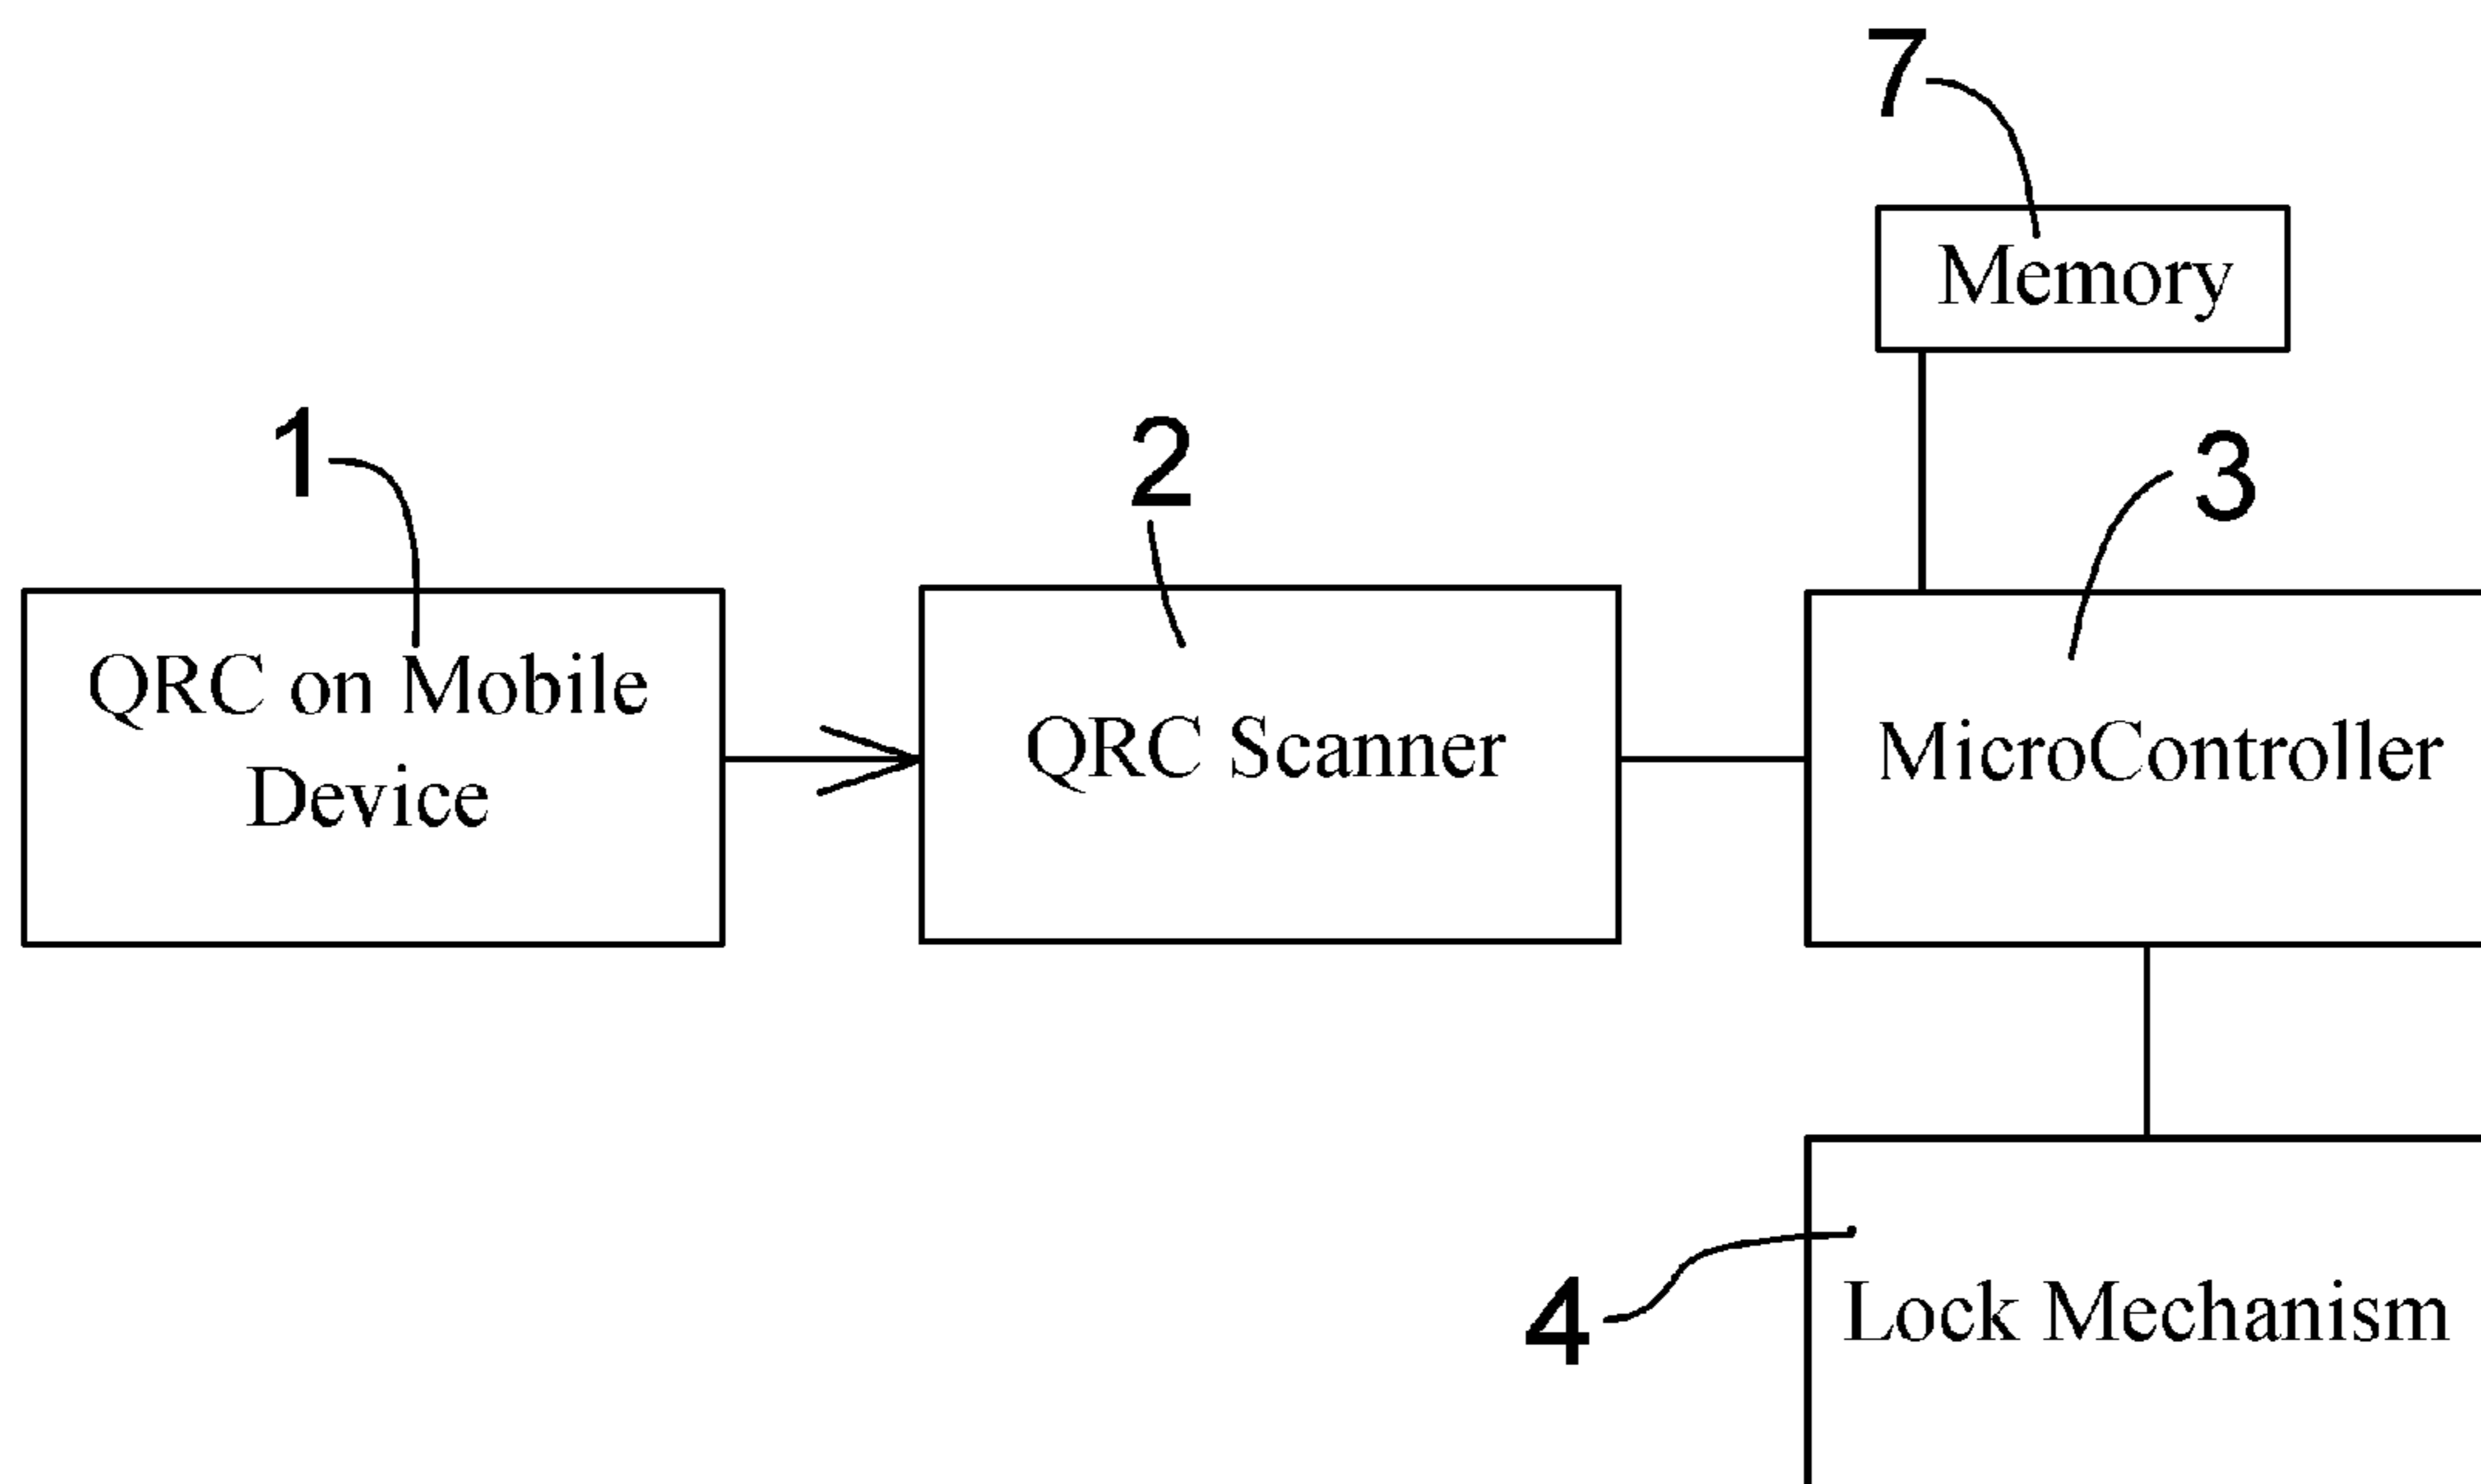 7
Memory
1
2
3
QRC on Mobile
Device
QRC Scanner
MicroController
4
Lock Mechanism